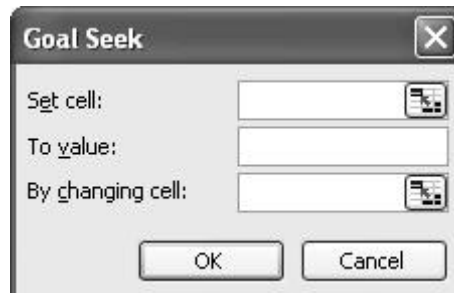 Goal Seek
Set cell:
To value:
By changing cell:
OK Cancel